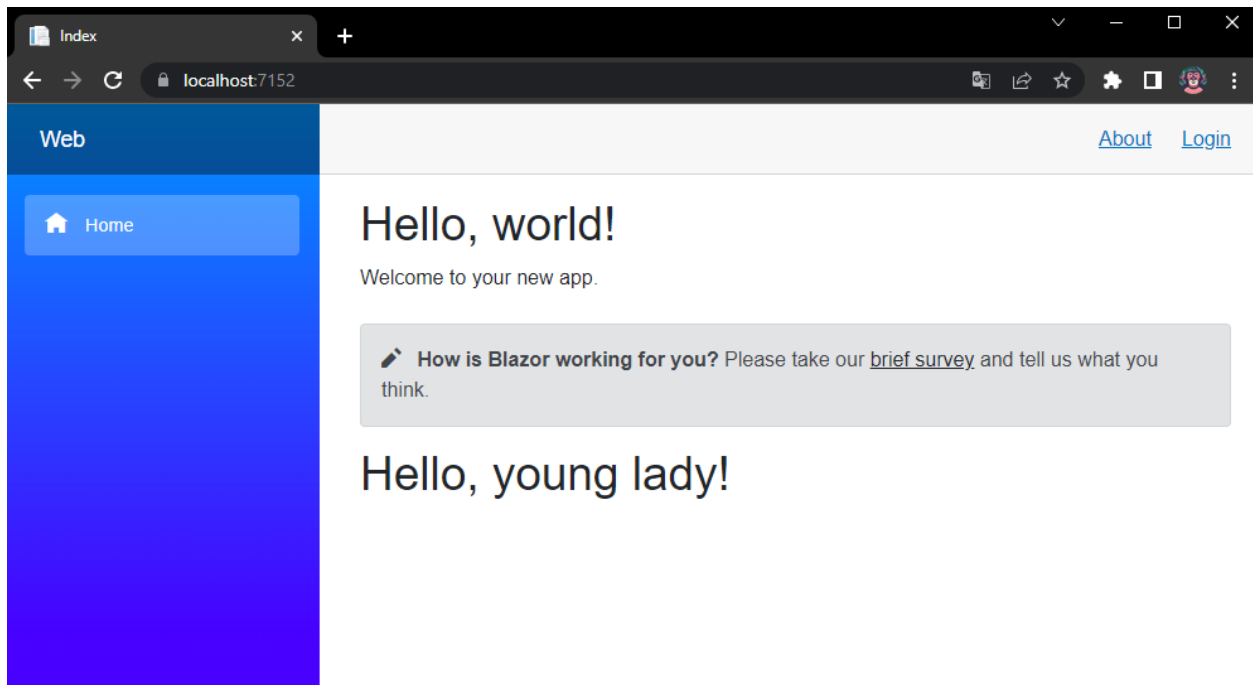 Index
localhost:7152
Web
About Login
Home
Hello, world!
Welcome to your new app.
How is Blazor working for you? Please take our brief survey and tell us what you
think.
Hello, young lady!